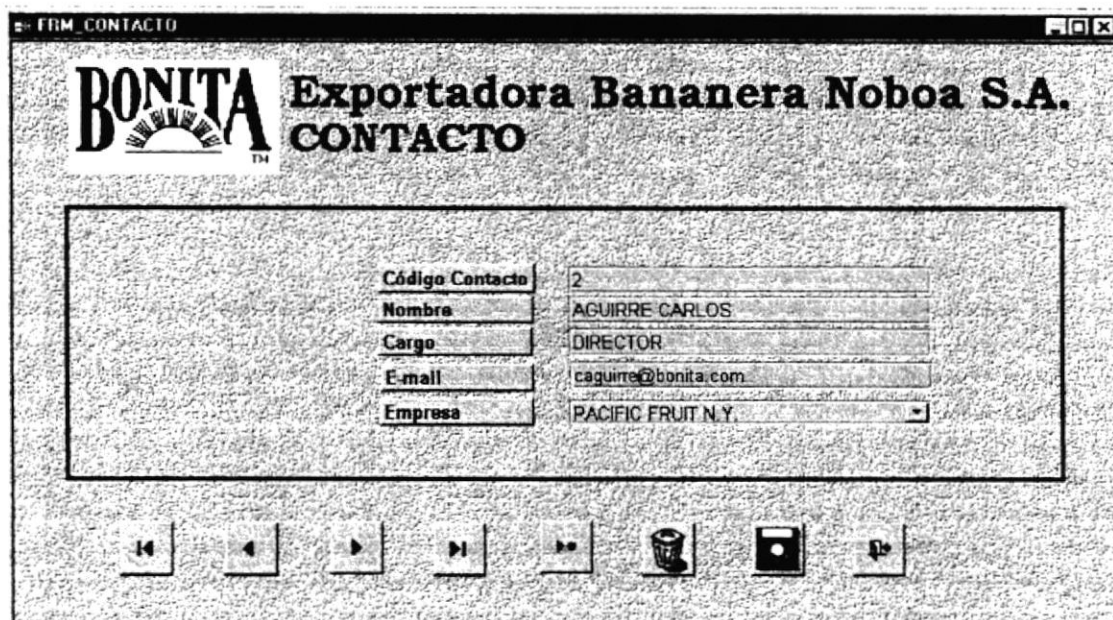 FRM_CONTACTO
BONITA
TM
Exportadora Bananera Noboa S.A.
CONTACTO
Código Contacto 2
Nombre AGUIRRE CARLOS
Cargo DIRECTOR
E-mail caguirre@bonita.com
Empresa PACIFIC FRUIT N.Y.